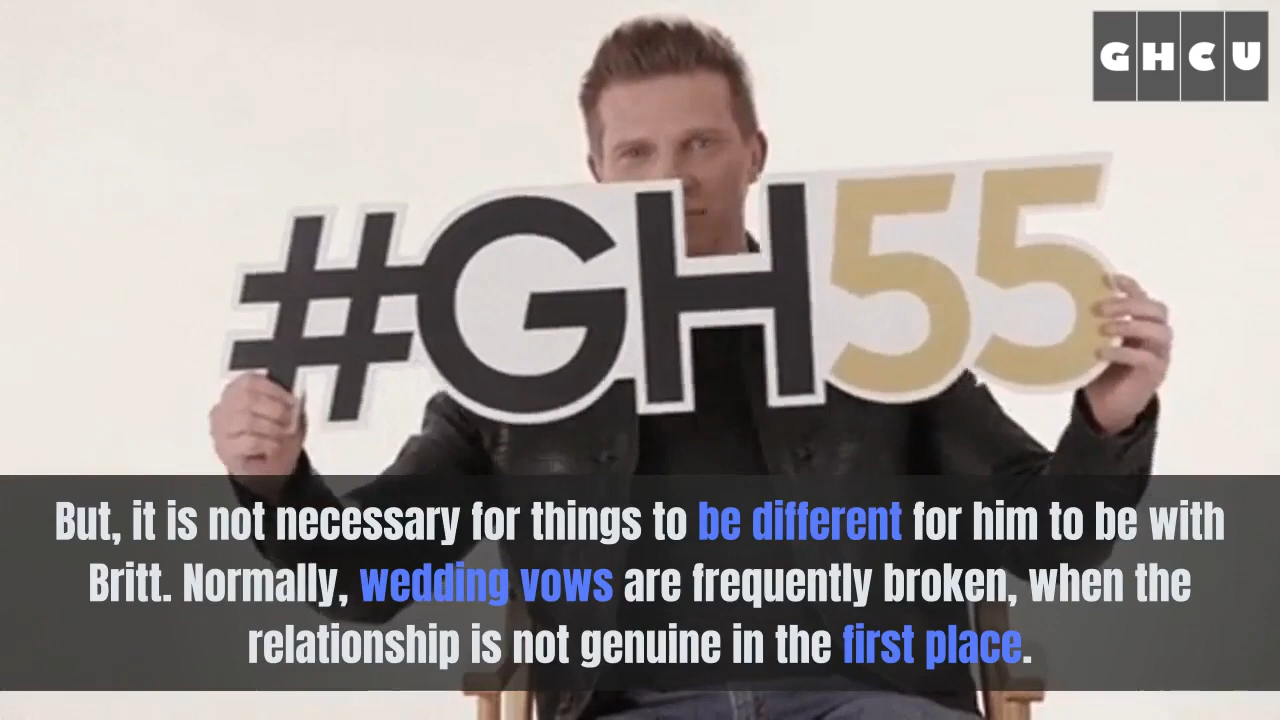 GHCU
#GH55
But, it is not necessary for things to be different for him to be with
Britt. Normally, wedding vows are frequently broken, when the
relationship is not genuine in the first place.